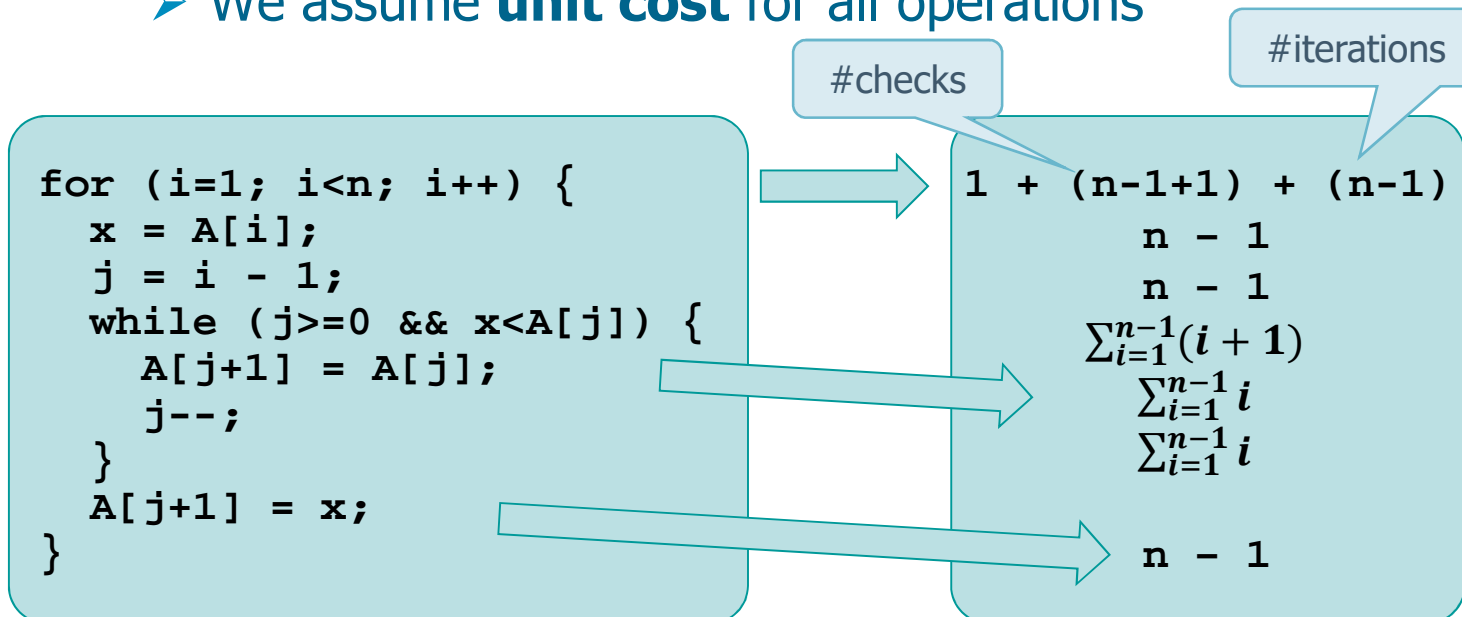 ➢ We assume unit cost for all operations
#checks
#iterations
for (i=1; i<n; i++) {
x = A[i];
j = i - 1;
while (j>=0 && x<A[j]) {
A[j+1] = A[j];
j--;
}
A[j+1] = x;
}
1 + (n-1+1) + (n-1)
n – 1
n – 1
∑_{i=1}^{n−1}(i + 1)
∑_{i=1}^{n−1} i
∑_{i=1}^{n−1} i
n – 1